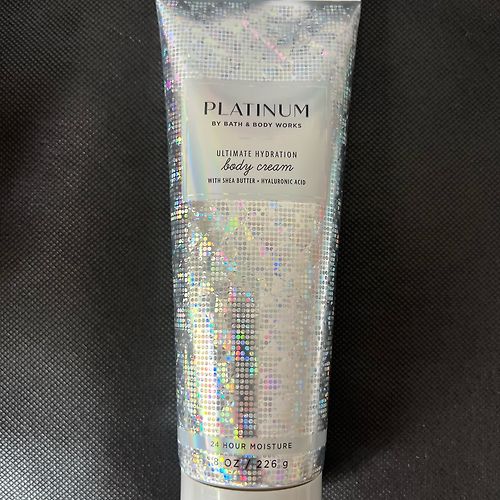 PLATINUM
BY BATH & BODY WORKS
ULTIMATE HYDRATION
body cream
WITH SHEA BUTTER + HYALURONIC ACID
24 HOUR MOISTURE
8 OZ / 226 g